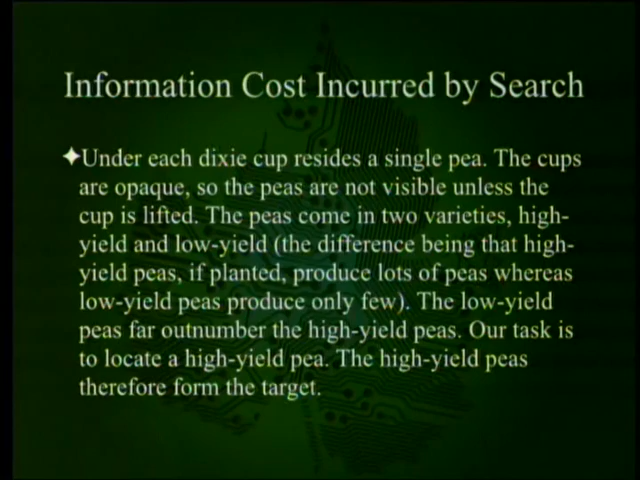 Information Cost Incurred by Search
Under each dixie cup resides a single pea. The cups
are opaque, so the peas are not visible unless the
cup is lifted. The peas come in two varieties, high-
yield and low-yield (the difference being that high-
yield peas, if planted, produce lots of peas whereas
low-yield peas produce only few). The low-yield
peas far outnumber the high-yield peas. Our task is
to locate a high-yield pea. The high-yield peas
therefore form the target.